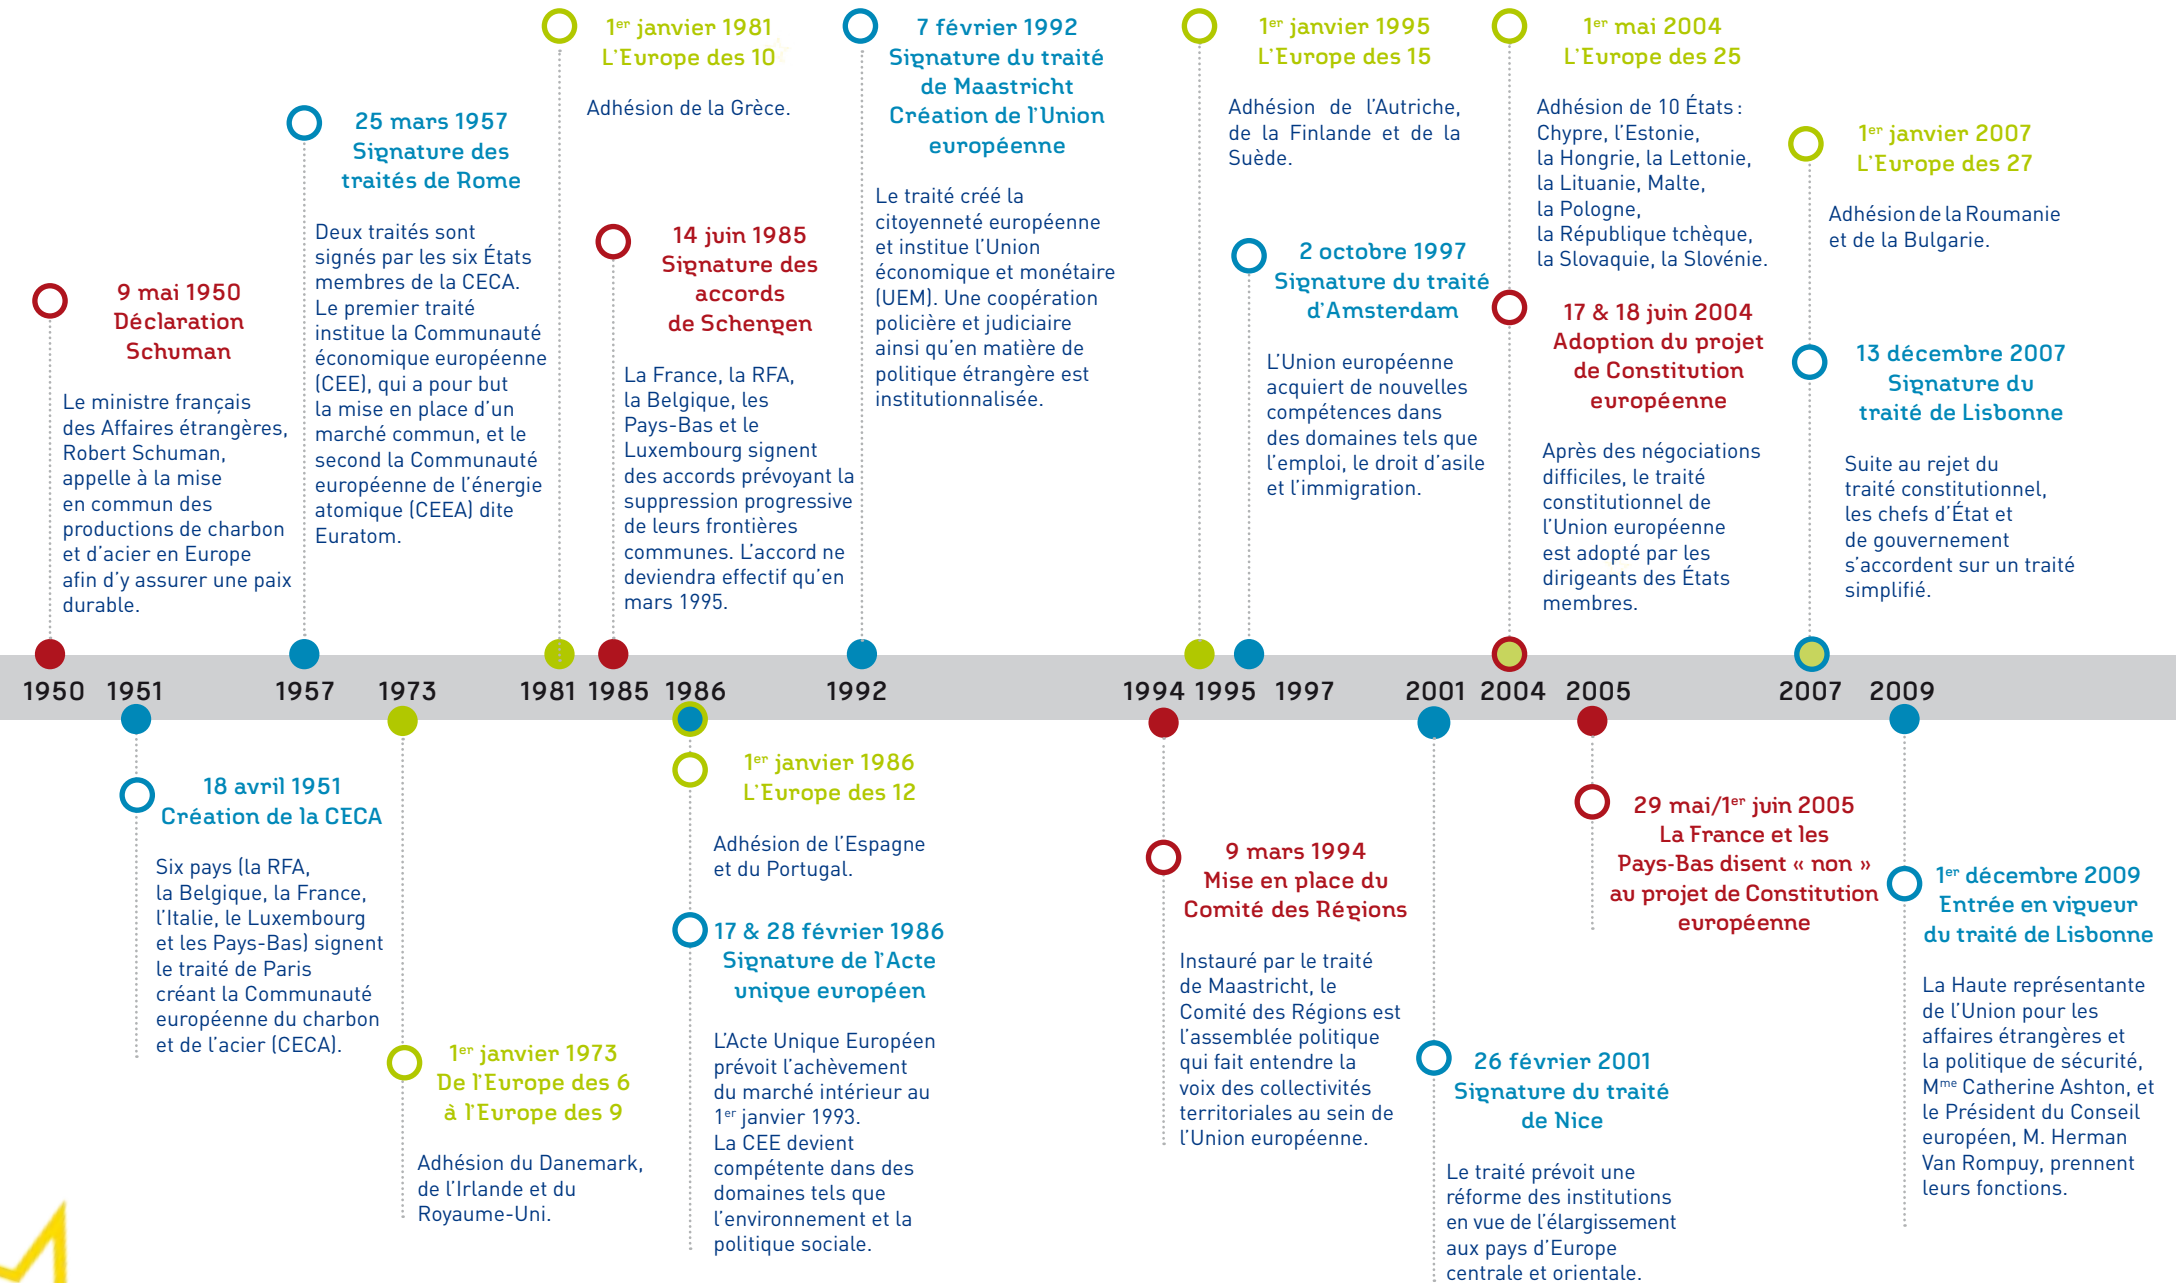 1er janvier 1981
L'Europe des 10
Adhésion de la Grèce.
7 février 1992
Signature du traité
de Maastricht
Création de l'Union
européenne
Le traité créé la
citoyenneté européenne
et institue l'Union
économique et monétaire
(UEM). Une coopération
policière et judiciaire
ainsi qu'en matière de
politique étrangère est
institutionnalisée.
1er janvier 1995
L'Europe des 15
Adhésion de l'Autriche,
de la Finlande et de la
Suède.
1er mai 2004
L'Europe des 25
Adhésion de 10 États :
Chypre, l'Estonie,
la Hongrie, la Lettonie,
la Lituanie, Malte,
la Pologne,
la République tchèque,
la Slovaquie, la Slovénie.
25 mars 1957
Signature des
traités de Rome
Deux traités sont
signés par les six États
membres de la CECA.
Le premier traité
institue la Communauté
économique européenne
(CEE), qui a pour but
la mise en place d'un
marché commun, et le
second la Communauté
européenne de l'énergie
atomique (CEEA) dite
Euratom.
1er janvier 2007
L'Europe des 27
Adhésion de la Roumanie
et de la Bulgarie.
14 juin 1985
Signature des
accords
de Schengen
La France, la RFA,
la Belgique, les
Pays-Bas et le
Luxembourg signent
des accords prévoyant la
suppression progressive
de leurs frontières
communes. L'accord ne
deviendra effectif qu'en
mars 1995.
2 octobre 1997
Signature du traité
d'Amsterdam
L'Union européenne
acquiert de nouvelles
compétences dans
des domaines tels que
l'emploi, le droit d'asile
et l'immigration.
9 mai 1950
Déclaration
Schuman
Le ministre français
des Affaires étrangères,
Robert Schuman,
appelle à la mise
en commun des
productions de charbon
et d'acier en Europe
afin d'y assurer une paix
durable.
17 & 18 juin 2004
Adoption du projet
de Constitution
européenne
Après des négociations
difficiles, le traité
constitutionnel de
l'Union européenne
est adopté par les
dirigeants des États
membres.
13 décembre 2007
Signature du
traité de Lisbonne
Suite au rejet du
traité constitutionnel,
les chefs d'État et
de gouvernement
s'accordent sur un traité
simplifié.
1950 1951 1957 1973 1981 1985 1986 1992 1994 1995 1997 2001 2004 2005 2007 2009
18 avril 1951
Création de la CECA
Six pays (la RFA,
la Belgique, la France,
l'Italie, le Luxembourg
et les Pays-Bas) signent
le traité de Paris
créant la Communauté
européenne du charbon
et de l'acier (CECA).
1er janvier 1973
De l'Europe des 6
à l'Europe des 9
Adhésion du Danemark,
de l'Irlande et du
Royaume-Uni.
1er janvier 1986
L'Europe des 12
Adhésion de l'Espagne
et du Portugal.
17 & 28 février 1986
Signature de l'Acte
unique européen
L'Acte Unique Européen
prévoit l'achèvement
du marché intérieur au
1er janvier 1993.
La CEE devient
compétente dans des
domaines tels que
l'environnement et la
politique sociale.
9 mars 1994
Mise en place du
Comité des Régions
Instauré par le traité
de Maastricht, le
Comité des Régions est
l'assemblée politique
qui fait entendre la
voix des collectivités
territoriales au sein de
l'Union européenne.
26 février 2001
Signature du traité
de Nice
Le traité prévoit une
réforme des institutions
en vue de l'élargissement
aux pays d'Europe
centrale et orientale.
29 mai/1er juin 2005
La France et les
Pays-Bas disent « non »
au projet de Constitution
européenne
1er décembre 2009
Entrée en vigueur
du traité de Lisbonne
La Haute représentante
de l'Union pour les
affaires étrangères et
la politique de sécurité,
Mme Catherine Ashton, et
le Président du Conseil
européen, M. Herman
Van Rompuy, prennent
leurs fonctions.